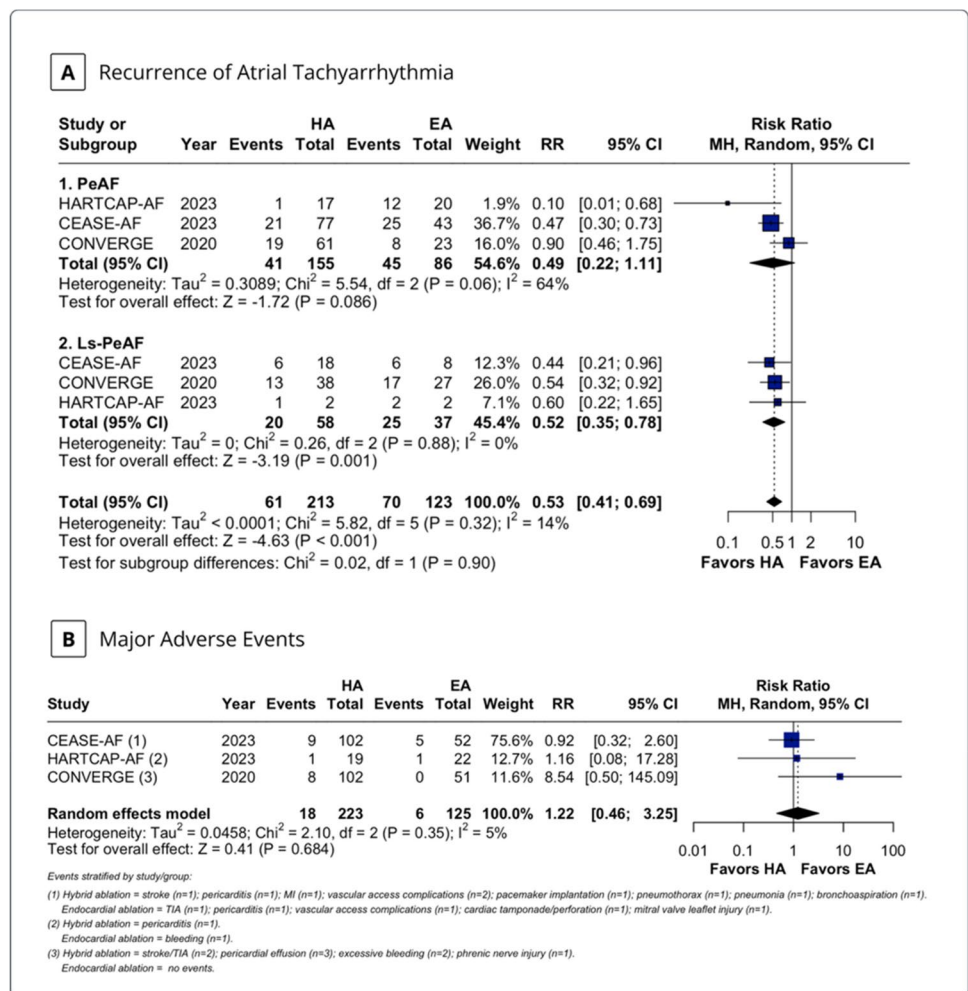 A Recurrence of Atrial Tachyarrhythmia
Study or HA EA Risk Ratio
Subgroup Year Events Total Events Total Weight RR 95% CI MH, Random, 95% CI
1. PeAF
HARTCAP-AF 2023 1 17 12 20 1.9% 0.10 [0.01; 0.68]
CEASE-AF 2023 21 77 25 43 36.7% 0.47 [0.30; 0.73]
CONVERGE 2020 19 61 8 23 16.0% 0.90 [0.46; 1.75]
Total (95% CI) 41 155 45 86 54.6% 0.49 [0.22; 1.11]
Heterogeneity: Tau² = 0.3089; Chi² = 5.54, df = 2 (P = 0.06); I² = 64%
Test for overall effect: Z = -1.72 (P = 0.086)
2. Ls-PeAF
CEASE-AF 2023 6 18 6 8 12.3% 0.44 [0.21; 0.96]
CONVERGE 2020 13 38 17 27 26.0% 0.54 [0.32; 0.92]
HARTCAP-AF 2023 1 2 2 2 7.1% 0.60 [0.22; 1.65]
Total (95% CI) 20 58 25 37 45.4% 0.52 [0.35; 0.78]
Heterogeneity: Tau² = 0; Chi² = 0.26, df = 2 (P = 0.88); I² = 0%
Test for overall effect: Z = -3.19 (P = 0.001)
Total (95% CI) 61 213 70 123 100.0% 0.53 [0.41; 0.69]
Heterogeneity: Tau² < 0.0001; Chi² = 5.82, df = 5 (P = 0.32); I² = 14%
Test for overall effect: Z = -4.63 (P < 0.001)
0.1 0.5 1 2 10
Test for subgroup differences: Chi² = 0.02, df = 1 (P = 0.90)
Favors HA Favors EA
B Major Adverse Events
HA EA Risk Ratio
Study Year Events Total Events Total Weight RR 95% CI MH, Random, 95% CI
CEASE-AF (1) 2023 9 102 5 52 75.6% 0.92 [0.32; 2.60]
HARTCAP-AF (2) 2023 1 19 1 22 12.7% 1.16 [0.08; 17.28]
CONVERGE (3) 2020 8 102 0 51 11.6% 8.54 [0.50; 145.09]
Random effects model 18 223 6 125 100.0% 1.22 [0.46; 3.25]
Heterogeneity: Tau² = 0.0458; Chi² = 2.10, df = 2 (P = 0.35); I² = 5%
Test for overall effect: Z = 0.41 (P = 0.684)
0.01 0.1 1 10 100
Favors HA Favors EA
Events stratified by study/group:
(1) Hybrid ablation = stroke (n=1); pericarditis (n=1); MI (n=1); vascular access complications (n=2); pacemaker implantation (n=1); pneumothorax (n=1); pneumonia (n=1); bronchoaspiration (n=1).
Endocardial ablation = TIA (n=1); pericarditis (n=1); vascular access complications (n=1); cardiac tamponade/perforation (n=1); mitral valve leaflet injury (n=1).
(2) Hybrid ablation = pericarditis (n=1).
Endocardial ablation = bleeding (n=1).
(3) Hybrid ablation = stroke/TIA (n=2); pericardial effusion (n=3); excessive bleeding (n=2); phrenic nerve injury (n=1).
Endocardial ablation = no events.